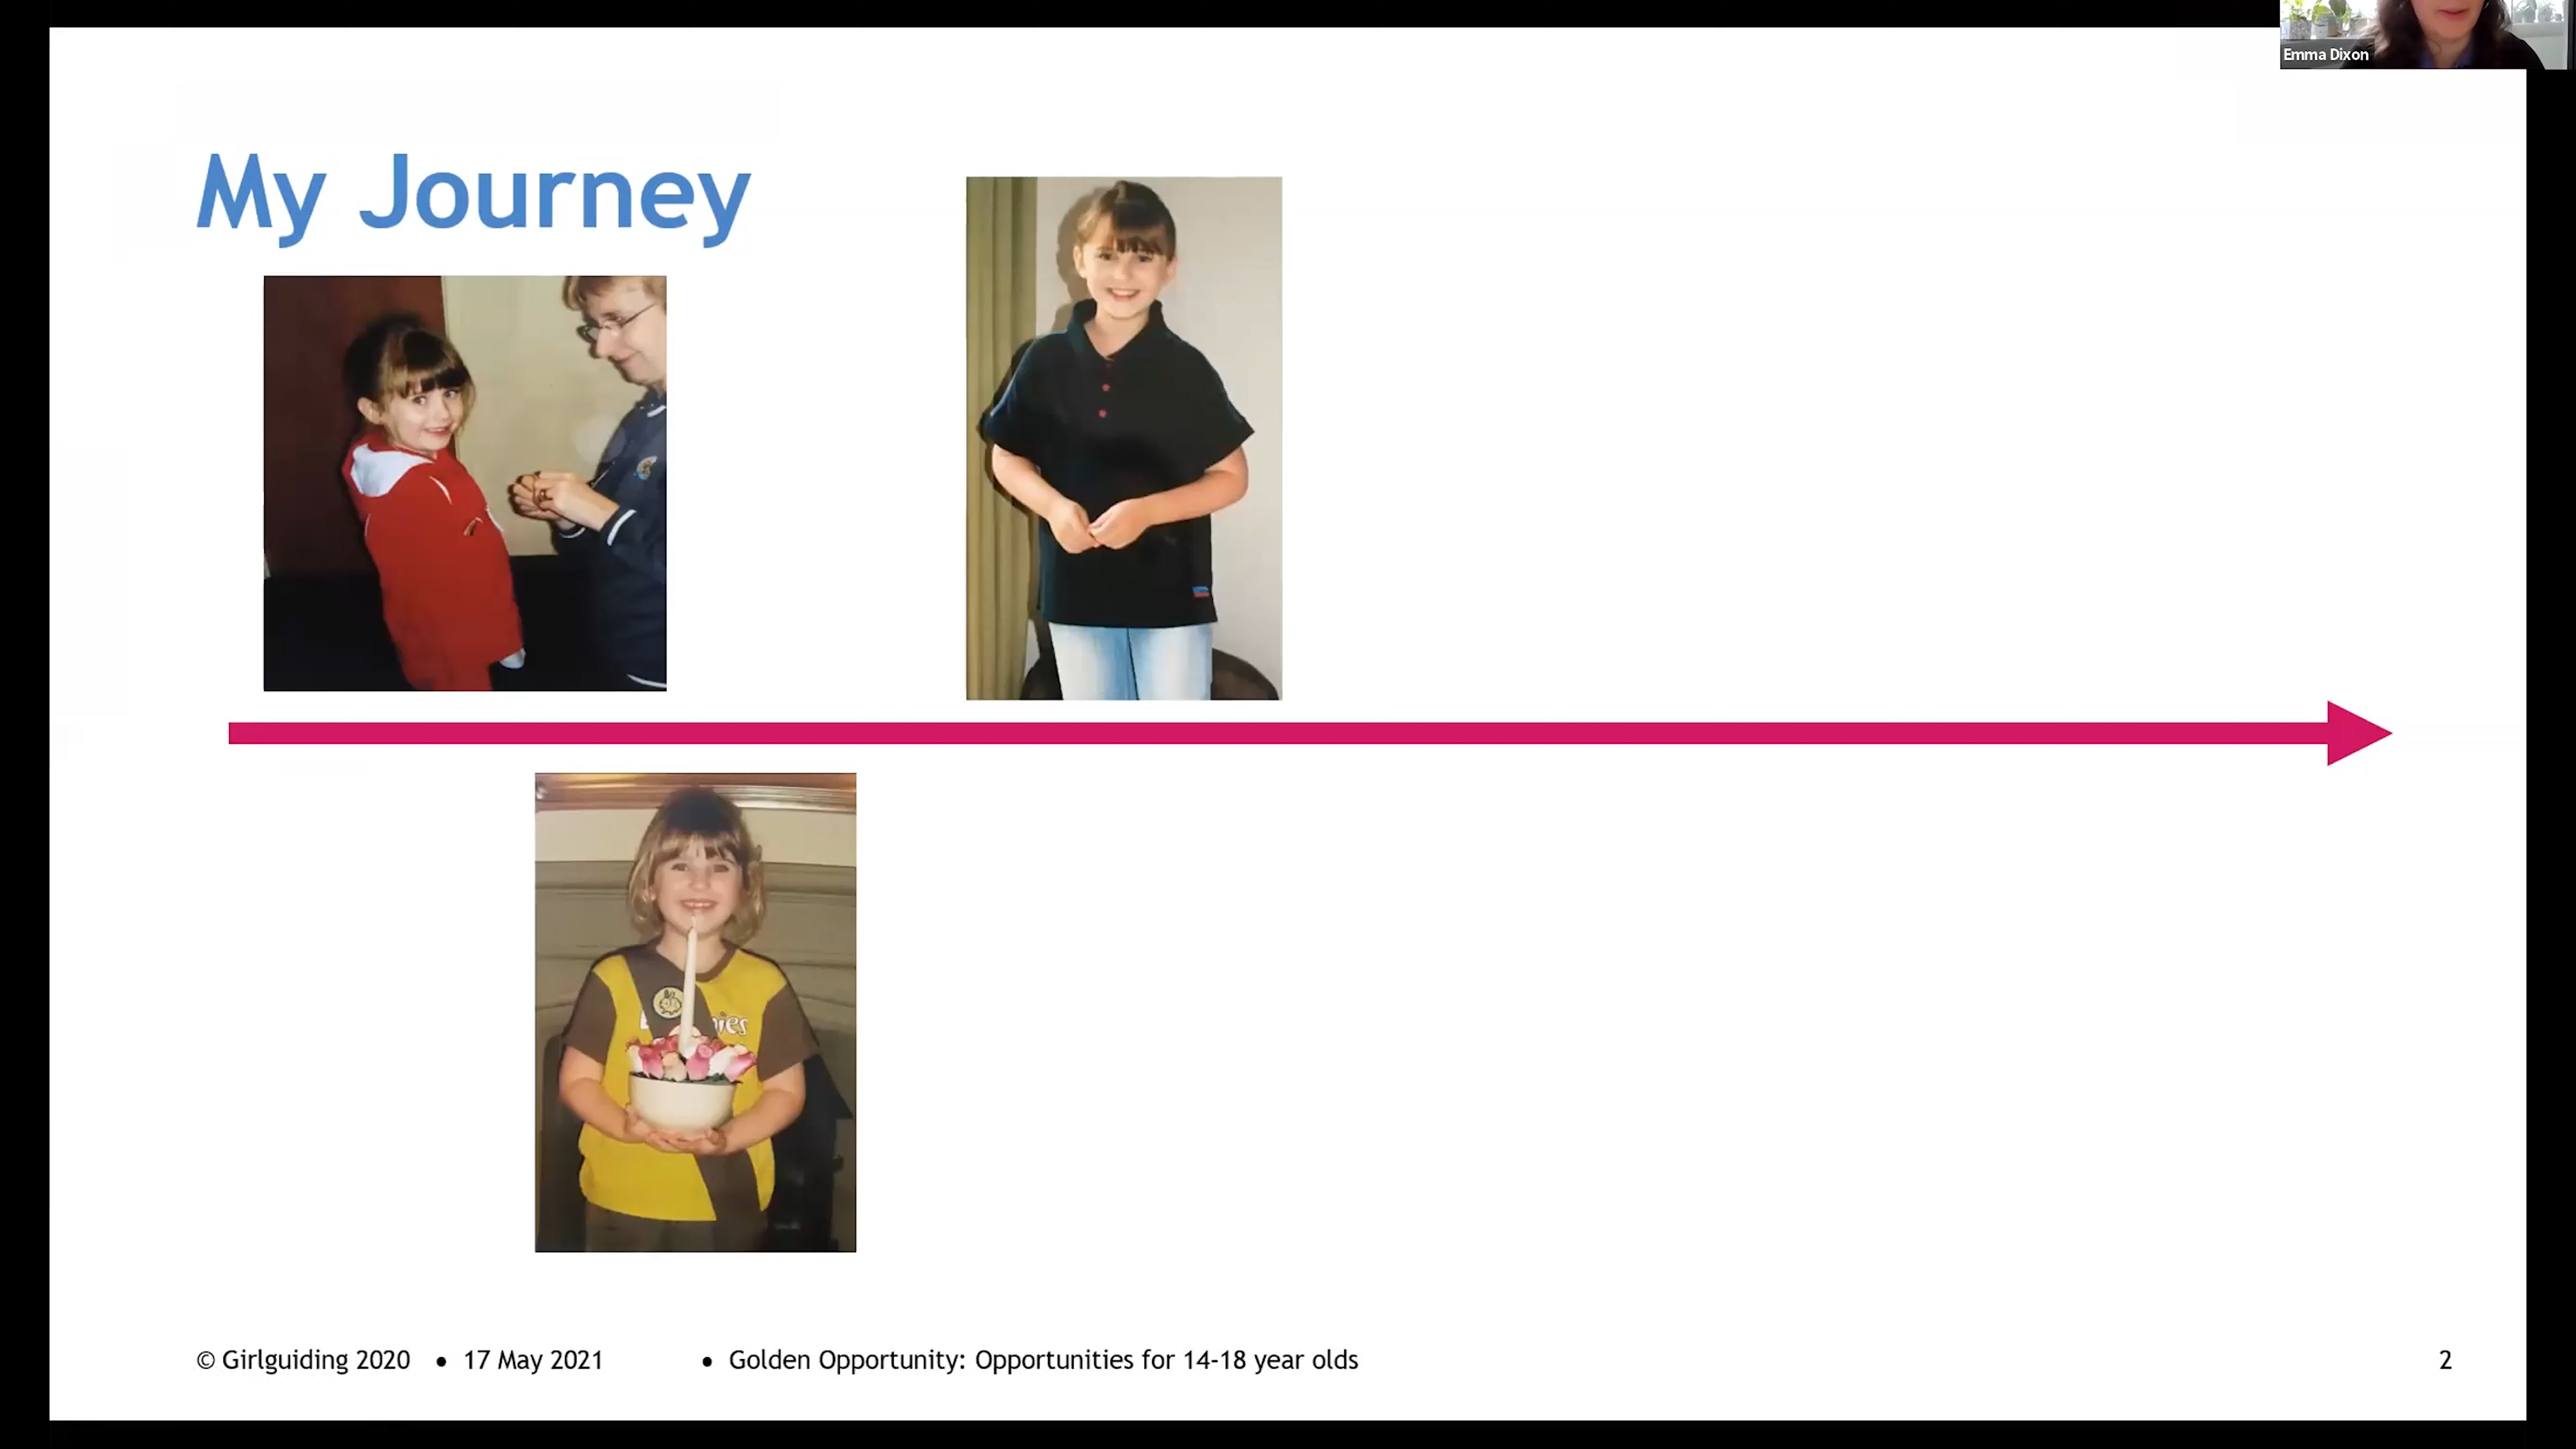 Emma Dixon
My Journey
© Girlguiding 2020 • 17 May 2021 • Golden Opportunity: Opportunities for 14-18 year olds 2